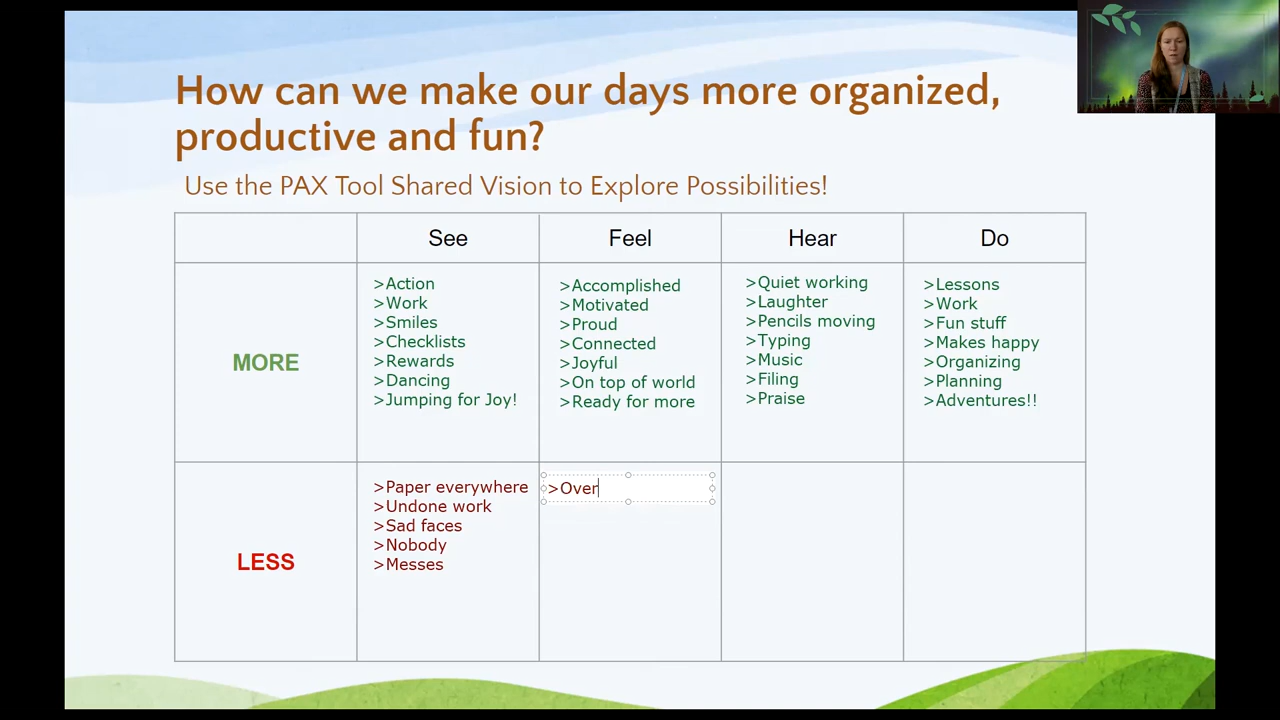 How can we make our days more organized,
productive and fun?
Use the PAX Tool Shared Vision to Explore Possibilities!
See
Feel
Hear
Do
MORE
>Action
>Work
>Smiles
>Checklists
>Rewards
>Dancing
>Jumping for Joy!
>Accomplished
>Motivated
>Proud
>Connected
>Joyful
>On top of world
>Ready for more
>Quiet working
>Laughter
>Pencils moving
>Typing
>Music
>Filing
>Praise
>Lessons
>Work
>Fun stuff
>Makes happy
>Organizing
>Planning
>Adventures!!
LESS
>Paper everywhere
>Undone work
>Sad faces
>Nobody
>Messes
>Over